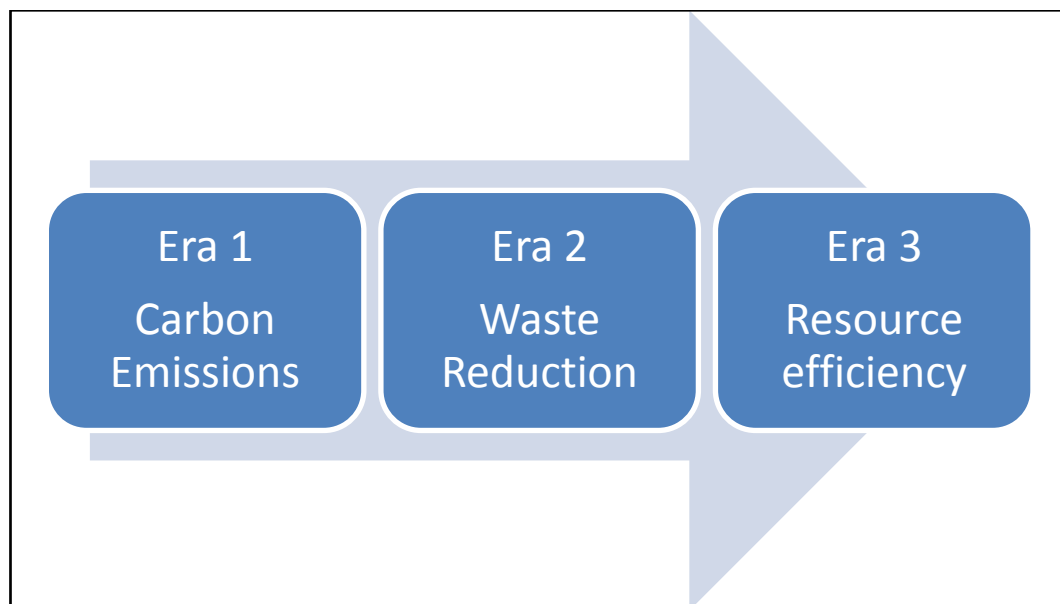 Era 1
Carbon
Emissions
Era 2
Waste
Reduction
Era 3
Resource
efficiency